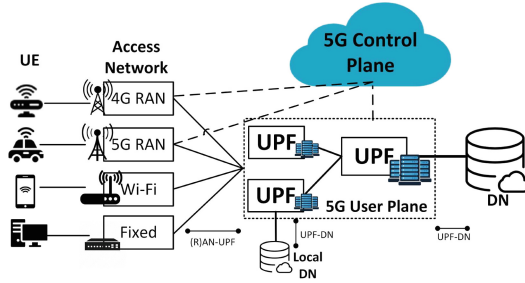 UE
Access
Network
5G Control
Plane
4G RAN
5G RAN
Wi-Fi
Fixed
UPF
UPF
UPF
5G User Plane
DN
(R)AN-UPF
UPF-DN
UPF-DN
Local
DN